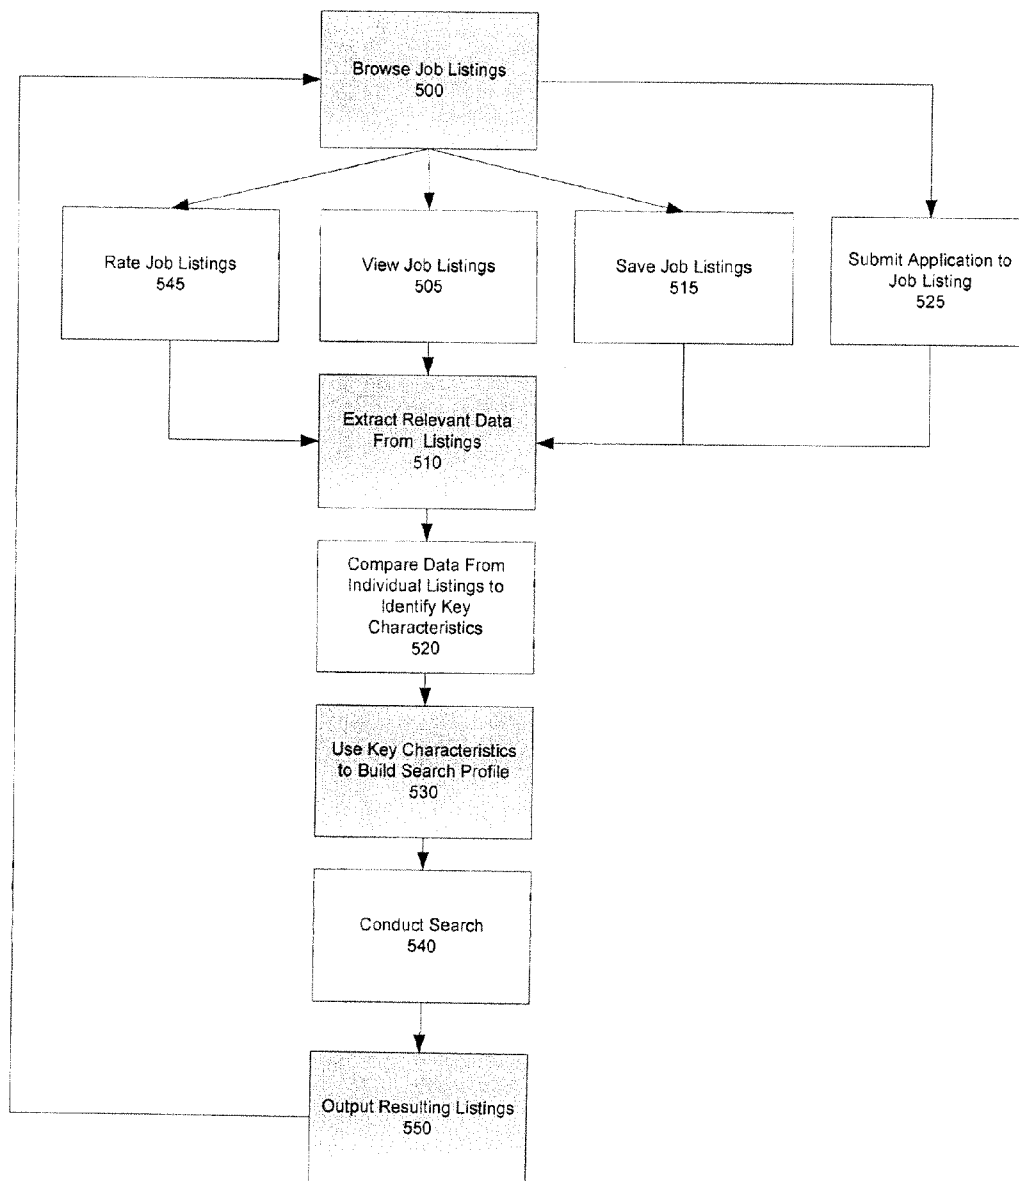 Browse Job Listings
500
Rate Job Listings
545
View Job Listings
505
Save Job Listings
515
Submit Application to
Job Listing
525
Extract Relevant Data
From Listings
510
Compare Data From
Individual Listings to
Identify Key
Characteristics
520
Use Key Characteristics
to Build Search Profile
530
Conduct Search
540
Output Resulting Listings
550